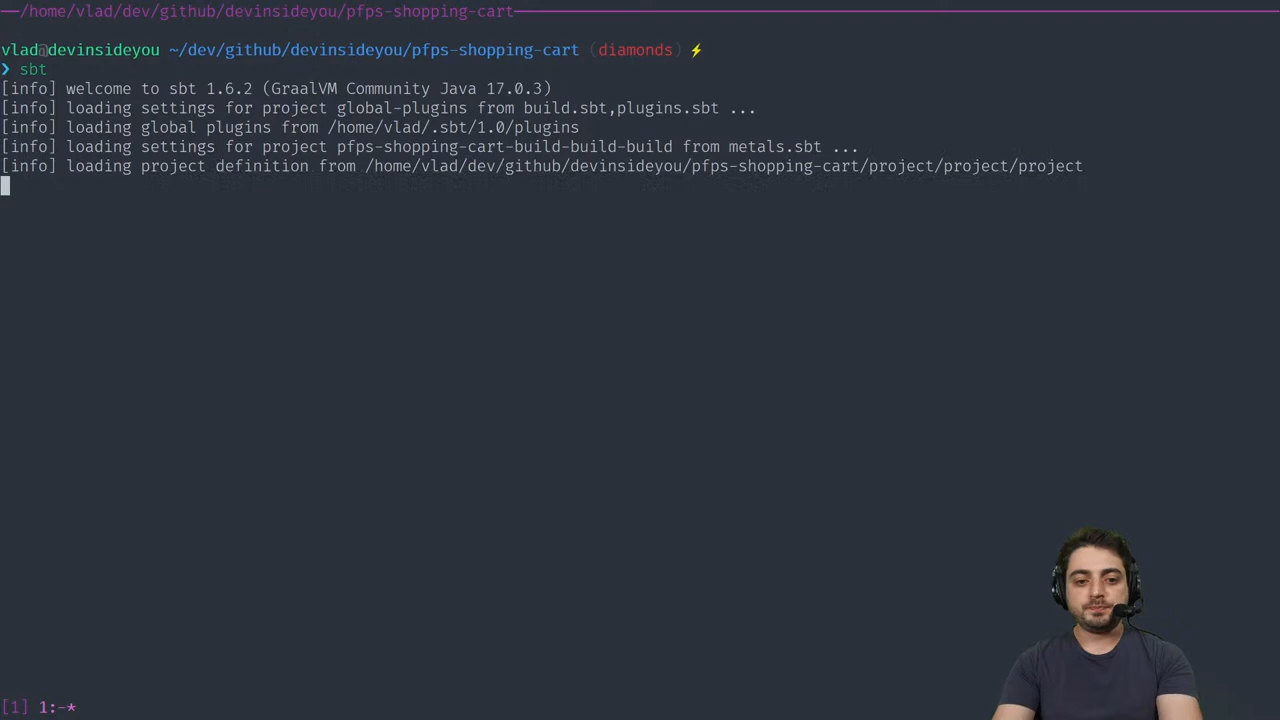 /home/vlad/dev/github/devinsideyou/pfps-shopping-cart
vlad@devinsideyou ~/dev/github/devinsideyou/pfps-shopping-cart (diamonds) ⚡
❯ sbt
[info] welcome to sbt 1.6.2 (GraalVM Community Java 17.0.3)
[info] loading settings for project global-plugins from build.sbt,plugins.sbt ...
[info] loading global plugins from /home/vlad/.sbt/1.0/plugins
[info] loading settings for project pfps-shopping-cart-build-build-build from metals.sbt ...
[info] loading project definition from /home/vlad/dev/github/devinsideyou/pfps-shopping-cart/project/project/project
[1] 1:-*